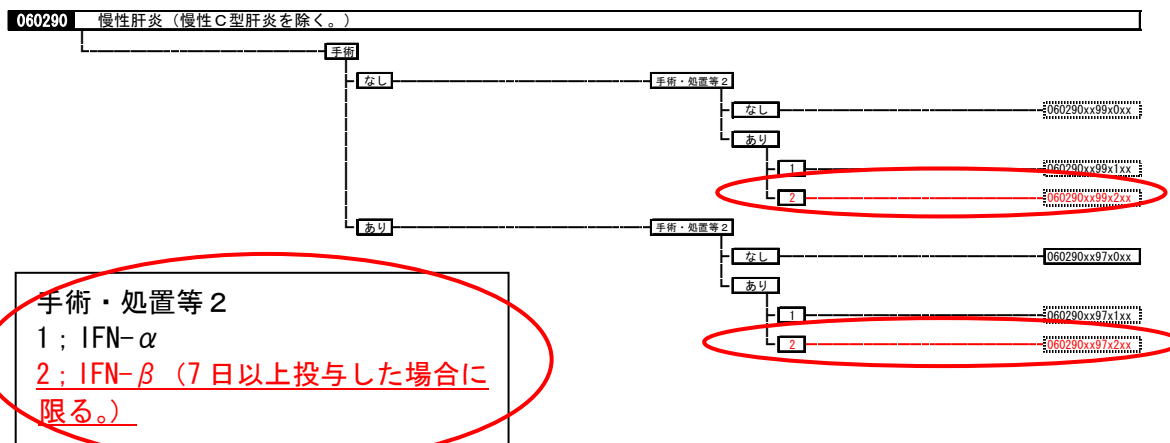 060290 慢性肝炎（慢性Ｃ型肝炎を除く。）
手術
なし 手術・処置等２
なし 060290xx99x0xx
あり
1 060290xx99x1xx
2 060290xx99x2xx
あり 手術・処置等２
なし 060290xx97x0xx
あり
1 060290xx97x1xx
2 060290xx97x2xx
手術・処置等２
1；IFN-α
2；IFN-β（7日以上投与した場合に
限る。）